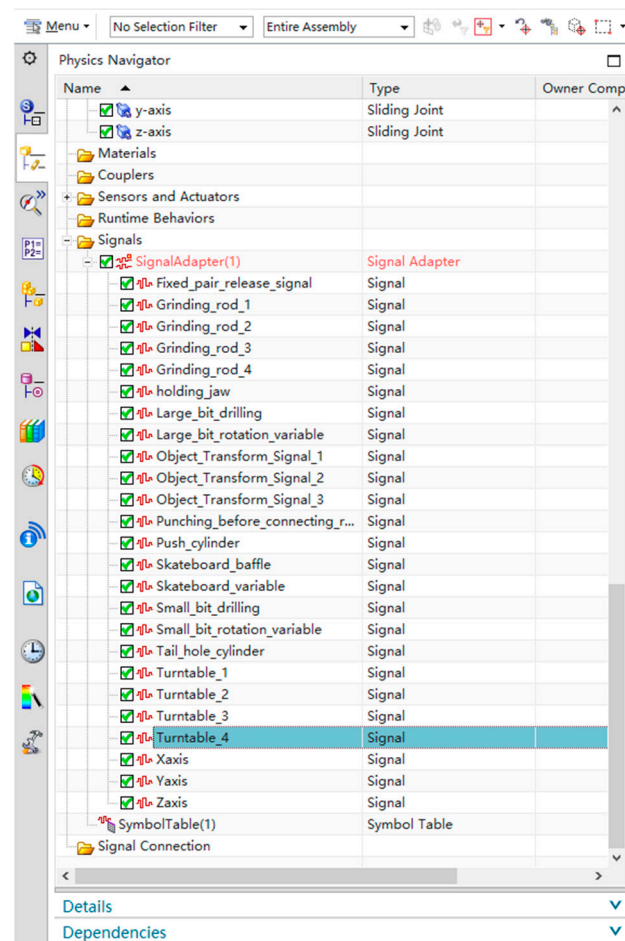 Menu No Selection Filter Entire Assembly
Physics Navigator
Name Type Owner Comp
y-axis Sliding Joint
z-axis Sliding Joint
Materials
Couplers
Sensors and Actuators
Runtime Behaviors
Signals
SignalAdapter(1) Signal Adapter
Fixed_pair_release_signal Signal
Grinding_rod_1 Signal
Grinding_rod_2 Signal
Grinding_rod_3 Signal
Grinding_rod_4 Signal
holding_jaw Signal
Large_bit_drilling Signal
Large_bit_rotation_variable Signal
Object_Transform_Signal_1 Signal
Object_Transform_Signal_2 Signal
Object_Transform_Signal_3 Signal
Punching_before_connecting_r... Signal
Push_cylinder Signal
Skateboard_baffle Signal
Skateboard_variable Signal
Small_bit_drilling Signal
Small_bit_rotation_variable Signal
Tail_hole_cylinder Signal
Turntable_1 Signal
Turntable_2 Signal
Turntable_3 Signal
Turntable_4 Signal
Xaxis Signal
Yaxis Signal
Zaxis Signal
SymbolTable(1) Symbol Table
Signal Connection
Details
Dependencies
P1=
P2=